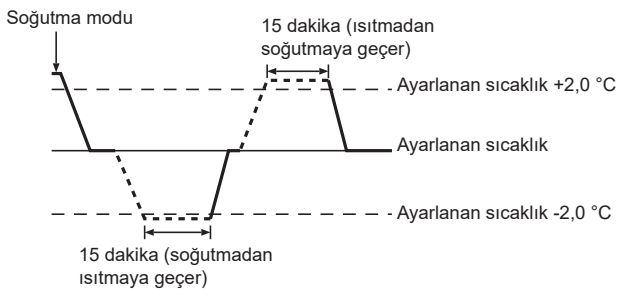 Soğutma modu
15 dakika (ısıtmadan
soğutmaya geçer)
Ayarlanan sıcaklık +2,0 °C
Ayarlanan sıcaklık
Ayarlanan sıcaklık -2,0 °C
15 dakika (soğutmadan
ısıtmaya geçer)